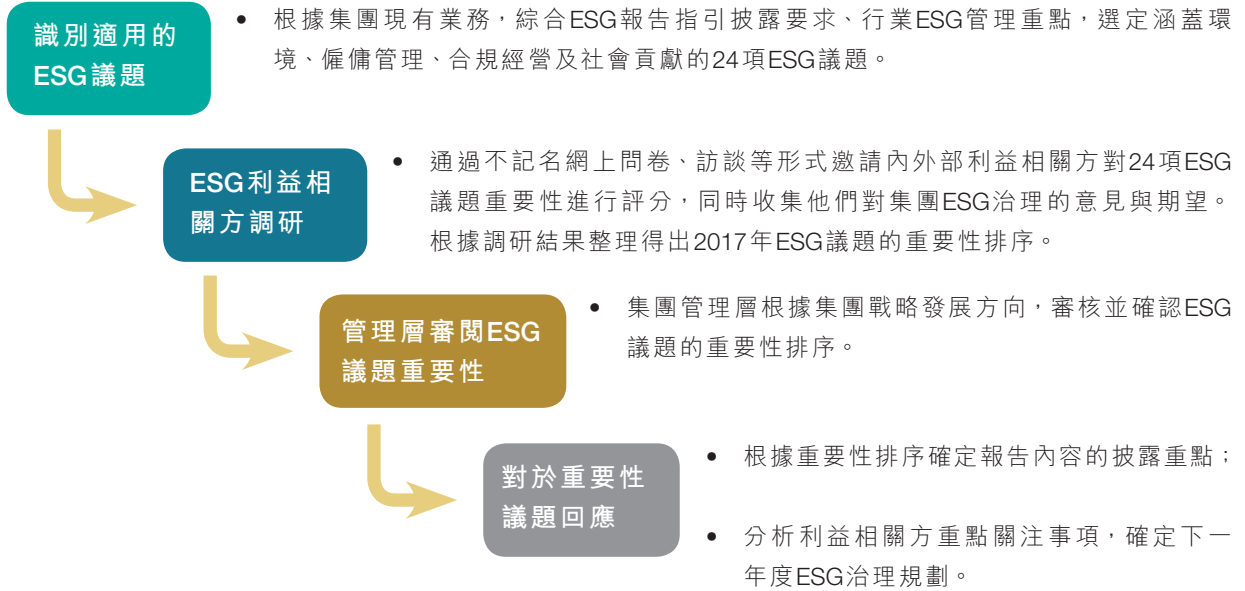 識別適用的
ESG議題
• 根據集團現有業務，綜合ESG報告指引披露要求、行業ESG管理重點，選定涵蓋環
境、僱傭管理、合規經營及社會貢獻的24項ESG議題。
ESG利益相
關方調研
• 通過不記名網上問卷、訪談等形式邀請內外部利益相關方對24項ESG
議題重要性進行評分，同時收集他們對集團ESG治理的意見與期望。
根據調研結果整理得出2017年ESG議題的重要性排序。
管理層審閱ESG
議題重要性
• 集團管理層根據集團戰略發展方向，審核並確認ESG
議題的重要性排序。
對於重要性
議題回應
• 根據重要性排序確定報告內容的披露重點；
• 分析利益相關方重點關注事項，確定下一
年度ESG治理規劃。